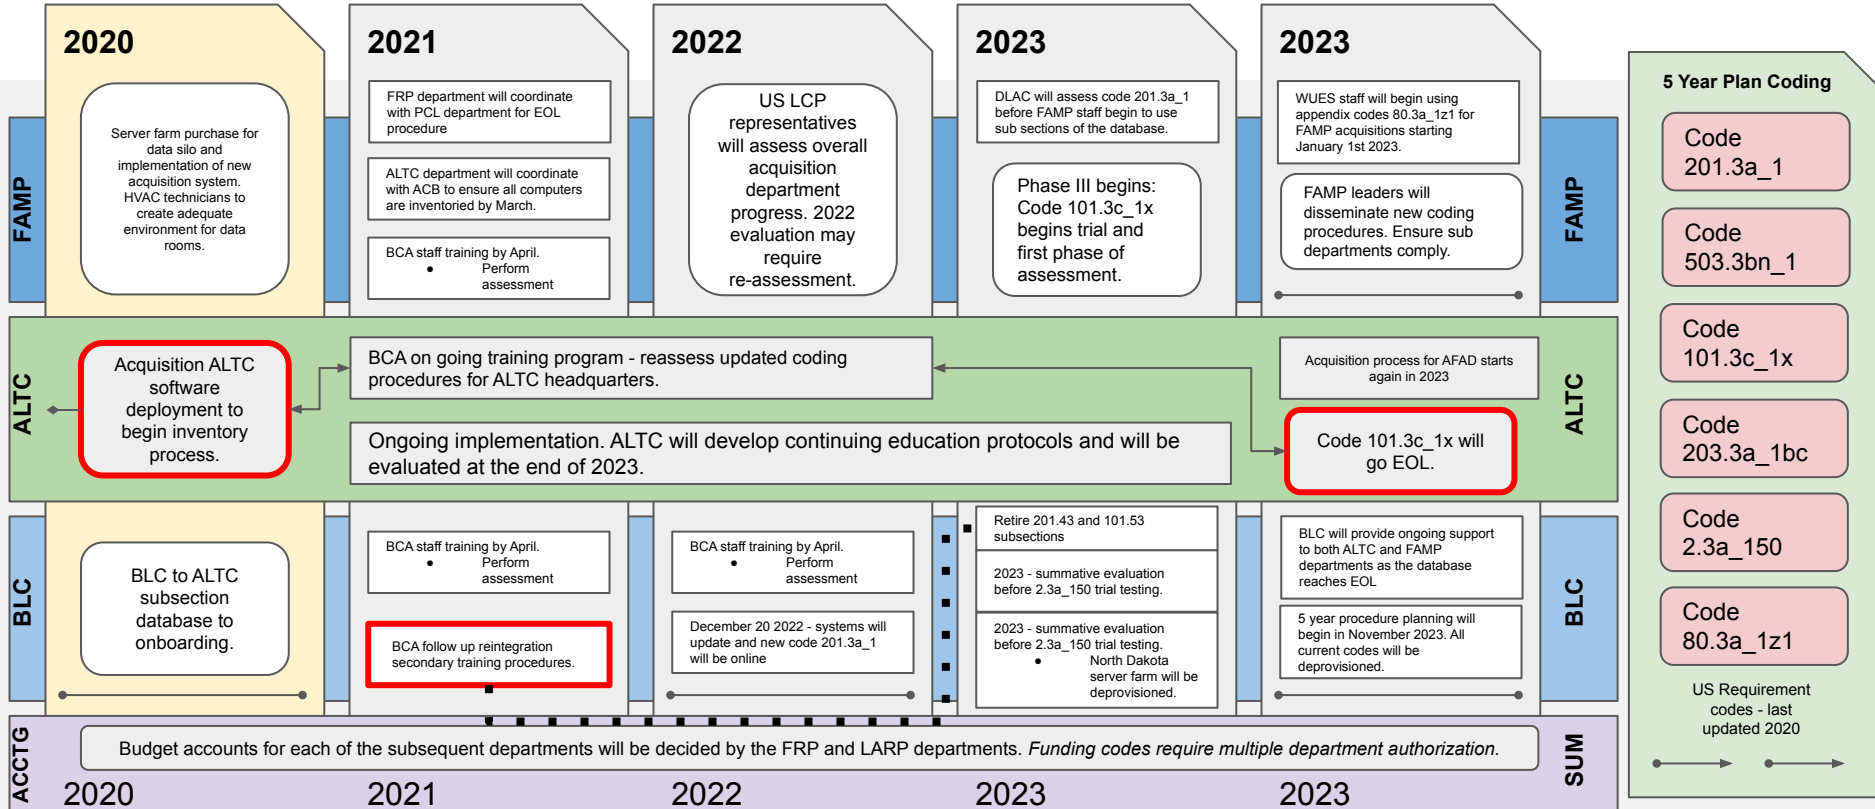 2020
2021
2022
2023
2023
5 Year Plan Coding
FAMP
Server farm purchase for
data silo and
implementation of new
acquisition system.
HVAC technicians to
create adequate
environment for data
rooms.
FRP department will coordinate
with PCL department for EOL
procedure
ALTC department will coordinate
with ACB to ensure all computers
are inventoried by March.
BCA staff training by April.
● Perform
assessment
US LCP
representatives
will assess overall
acquisition
department
progress. 2022
evaluation may
require
re-assessment.
DLAC will assess code 201.3a_1
before FAMP staff begin to use
sub sections of the database.
Phase III begins:
Code 101.3c_1x
begins trial and
first phase of
assessment.
WUES staff will begin using
appendix codes 80.3a_1z1 for
FAMP acquisitions starting
January 1st 2023.
FAMP leaders will
disseminate new coding
procedures. Ensure sub
departments comply.
FAMP
ALTC
Acquisition ALTC
software
deployment to
begin inventory
process.
BCA on going training program - reassess updated coding
procedures for ALTC headquarters.
Ongoing implementation. ALTC will develop continuing education protocols and will be
evaluated at the end of 2023.
Acquisition process for AFAD starts
again in 2023
Code 101.3c_1x will
go EOL.
ALTC
BLC
BLC to ALTC
subsection
database to
onboarding.
BCA staff training by April.
● Perform
assessment
BCA follow up reintegration
secondary training procedures.
BCA staff training by April.
● Perform
assessment
December 20 2022 - systems will
update and new code 201.3a_1
will be online
Retire 201.43 and 101.53
subsections
2023 - summative evaluation
before 2.3a_150 trial testing.
2023 - summative evaluation
before 2.3a_150 trial testing.
● North Dakota
server farm will be
deprovisioned.
BLC will provide ongoing support
to both ALTC and FAMP
departments as the database
reaches EOL
5 year procedure planning will
begin in November 2023. All
current codes will be
deprovisioned.
BLC
ACCTG
Budget accounts for each of the subsequent departments will be decided by the FRP and LARP departments. Funding codes require multiple department authorization.
SUM
2020
2021
2022
2023
2023
Code
201.3a_1
Code
503.3bn_1
Code
101.3c_1x
Code
203.3a_1bc
Code
2.3a_150
Code
80.3a_1z1
US Requirement
codes - last
updated 2020